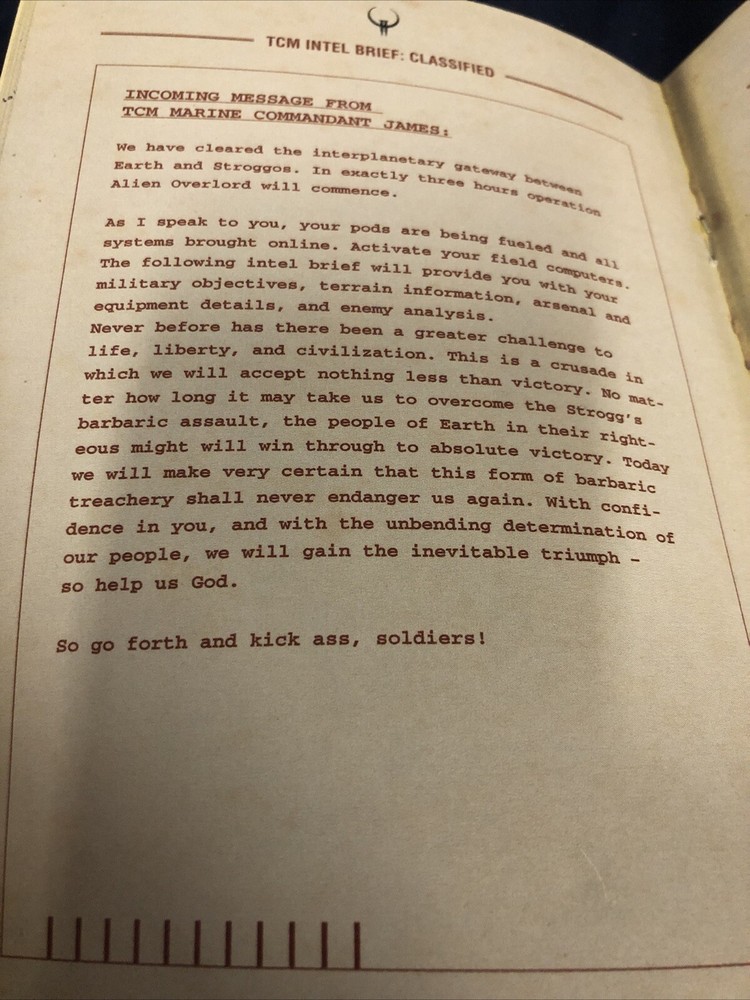 TCM INTEL BRIEF: CLASSIFIED
INCOMING MESSAGE FROM
TCM MARINE COMMANDANT JAMES:
We have cleared the interplanetary gateway between
Earth and Stroggos. In exactly three hours operation
Alien Overlord will commence.
As I speak to you, your pods are being fueled and all
systems brought online. Activate your field computers.
The following intel brief will provide you with your
military objectives, terrain information, arsenal and
equipment details, and enemy analysis.
Never before has there been a greater challenge to
life, liberty, and civilization. This is a crusade in
which we will accept nothing less than victory. No mat-
ter how long it may take us to overcome the Strogg's
barbaric assault, the people of Earth in their right-
eous might will win through to absolute victory. Today
we will make very certain that this form of barbaric
treachery shall never endanger us again. With confi-
dence in you, and with the unbending determination of
our people, we will gain the inevitable triumph –
so help us God.
So go forth and kick ass, soldiers!